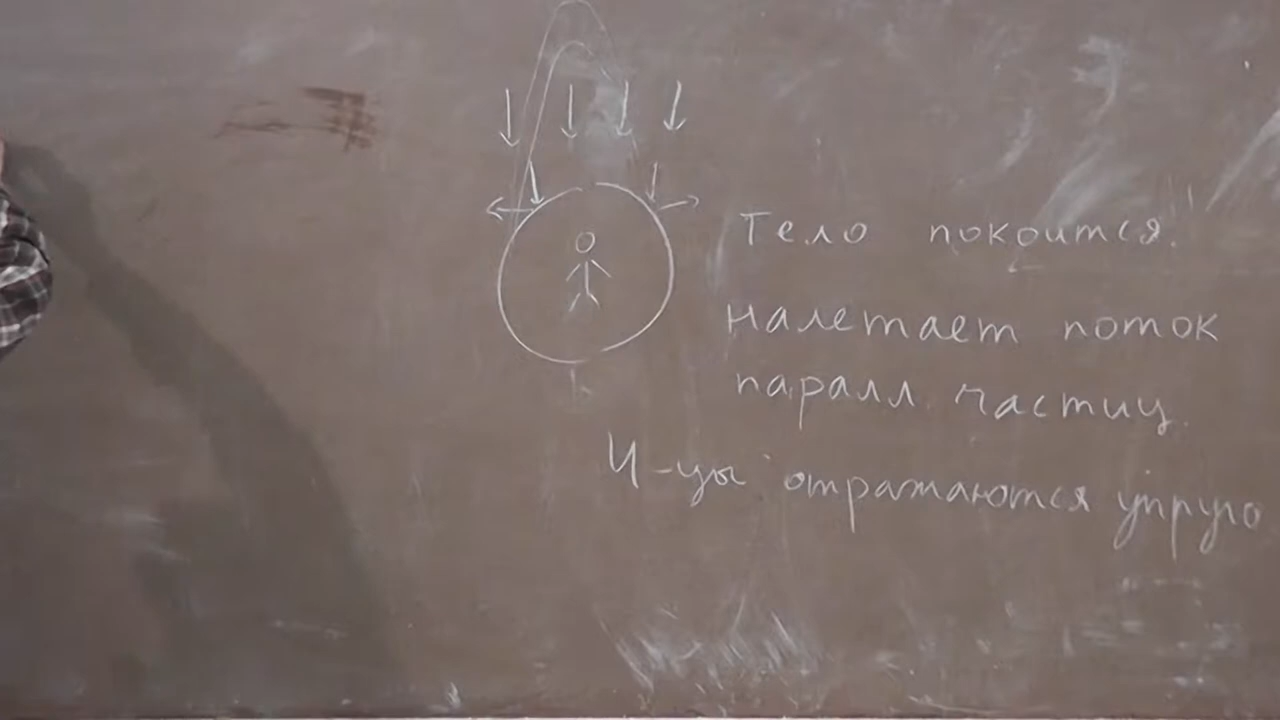 Тело покоится.
налетает поток
паралл. частиц.
Ч-цы отражаются упруго